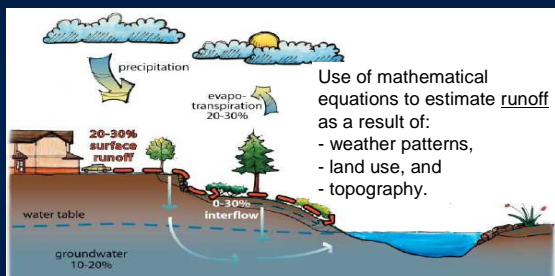 precipitation
evapo-
transpiration
20-30%
Use of mathematical
equations to estimate runoff
as a result of:
- weather patterns,
- land use, and
- topography.
20-30%
surface
runoff
0-30%
interflow
water table
groundwater
10-20%